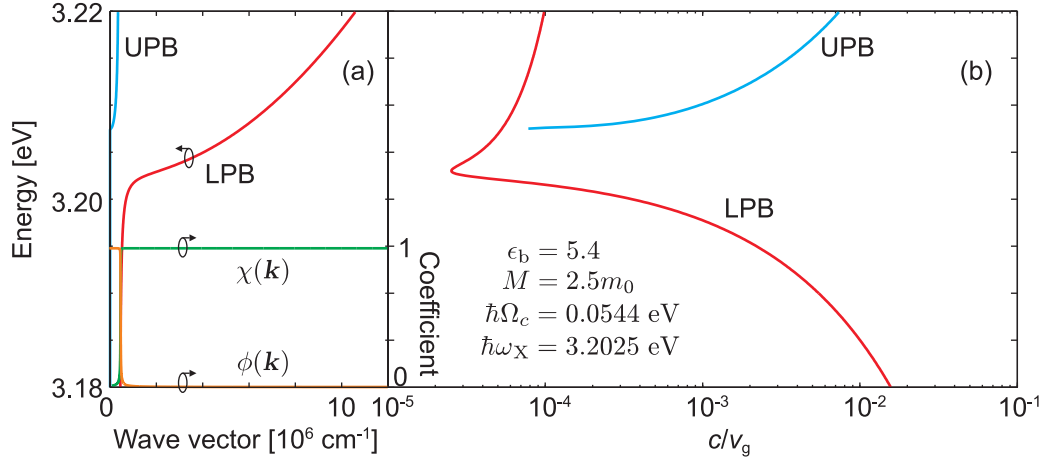 3.22
UPB
(a)
LPB
3.20
χ(k)
ϕ(k)
3.18
Energy [eV]
0
10
Wave vector [10⁶ cm⁻¹]
1
0
Coefficient
UPB
(b)
LPB
ϵb = 5.4
M = 2.5m₀
ℏΩc = 0.0544 eV
ℏωX = 3.2025 eV
10⁻⁵
10⁻⁴
10⁻³
10⁻²
10⁻¹
c/vg